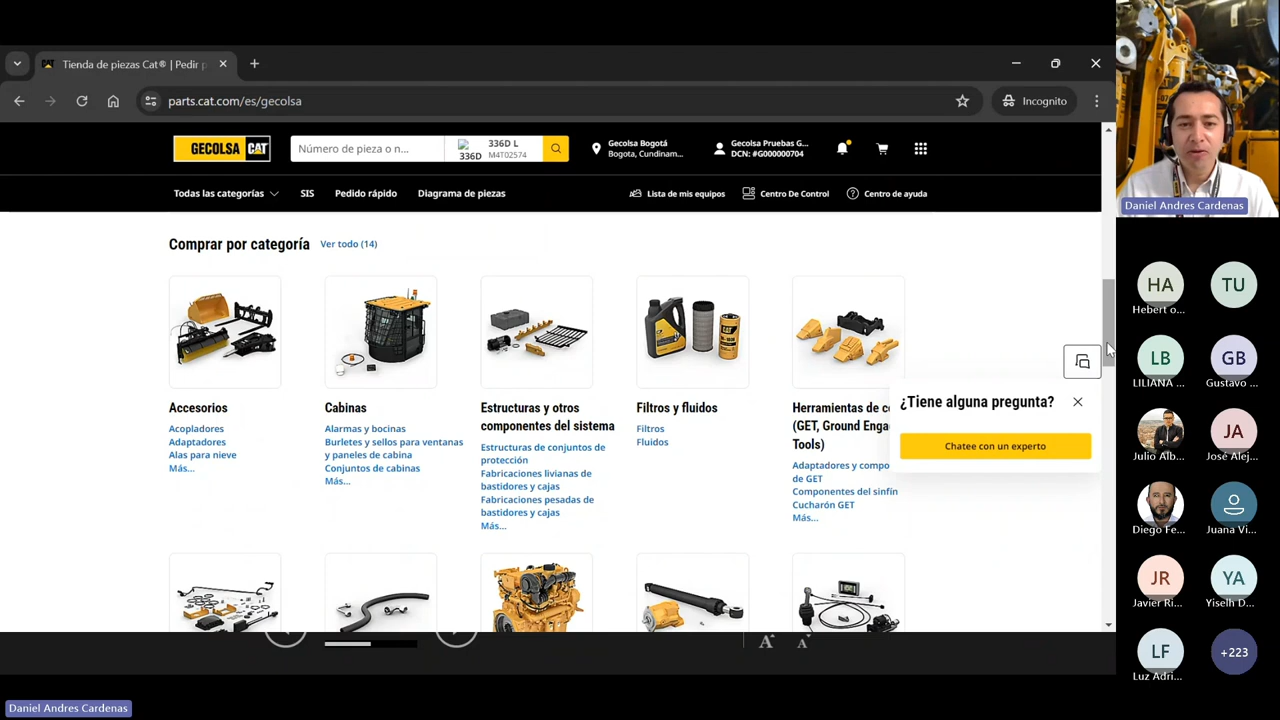 Tienda de piezas Cat® | Pedir p
parts.cat.com/es/gecolsa
Incognito
GECOLSA CAT
Número de pieza o n...
336D
336D L
M4T02574
Gecolsa Bogotá
Bogota, Cundinam...
Gecolsa Pruebas G...
DCN: #G000000704
Todas las categorías
SIS
Pedido rápido
Diagrama de piezas
Lista de mis equipos
Centro De Control
Centro de ayuda
Comprar por categoría
Ver todo (14)
Accesorios
Acopladores
Adaptadores
Alas para nieve
Más...
Cabinas
Alarmas y bocinas
Burletes y sellos para ventanas
y paneles de cabina
Conjuntos de cabinas
Más...
Estructuras y otros
componentes del sistema
Estructuras de conjuntos de
protección
Fabricaciones livianas de
bastidores y cajas
Fabricaciones pesadas de
bastidores y cajas
Más...
Filtros y fluidos
Filtros
Fluidos
Herramientas de co
(GET, Ground Enga
Tools)
Adaptadores y compo
de GET
Componentes del sinfín
Cucharón GET
Más...
¿Tiene alguna pregunta?
Chatee con un experto
A A
Daniel Andres Cardenas
HA
Hebert o...
TU
LB
LILIANA ...
GB
Gustavo ...
Julio Alb...
JA
José Alej...
Diego Fe...
Juana Vi...
JR
Javier Ri...
YA
Yiselh D...
LF
Luz Adri...
+223
Daniel Andres Cardenas